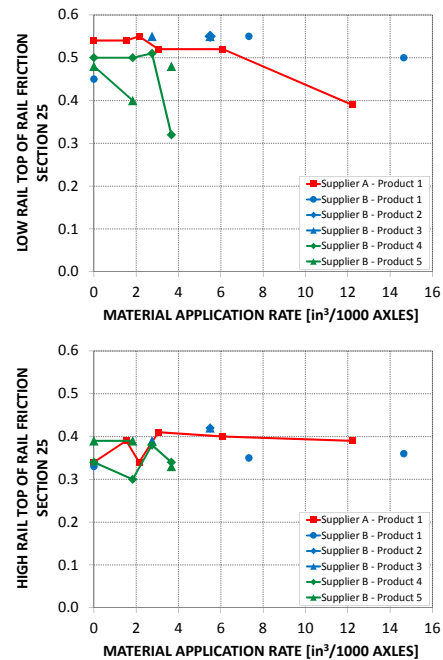 LOW RAIL TOP OF RAIL FRICTION
SECTION 25
0.6
0.5
0.4
0.3
0.2
0.1
0.0
Supplier A - Product 1
Supplier B - Product 1
Supplier B - Product 2
Supplier B - Product 3
Supplier B - Product 4
Supplier B - Product 5
0 2 4 6 8 10 12 14 16
MATERIAL APPLICATION RATE [in³/1000 AXLES]
HIGH RAIL TOP OF RAIL FRICTION
SECTION 25
0.6
0.5
0.4
0.3
0.2
0.1
0.0
Supplier A - Product 1
Supplier B - Product 1
Supplier B - Product 2
Supplier B - Product 3
Supplier B - Product 4
Supplier B - Product 5
0 2 4 6 8 10 12 14 16
MATERIAL APPLICATION RATE [in³/1000 AXLES]